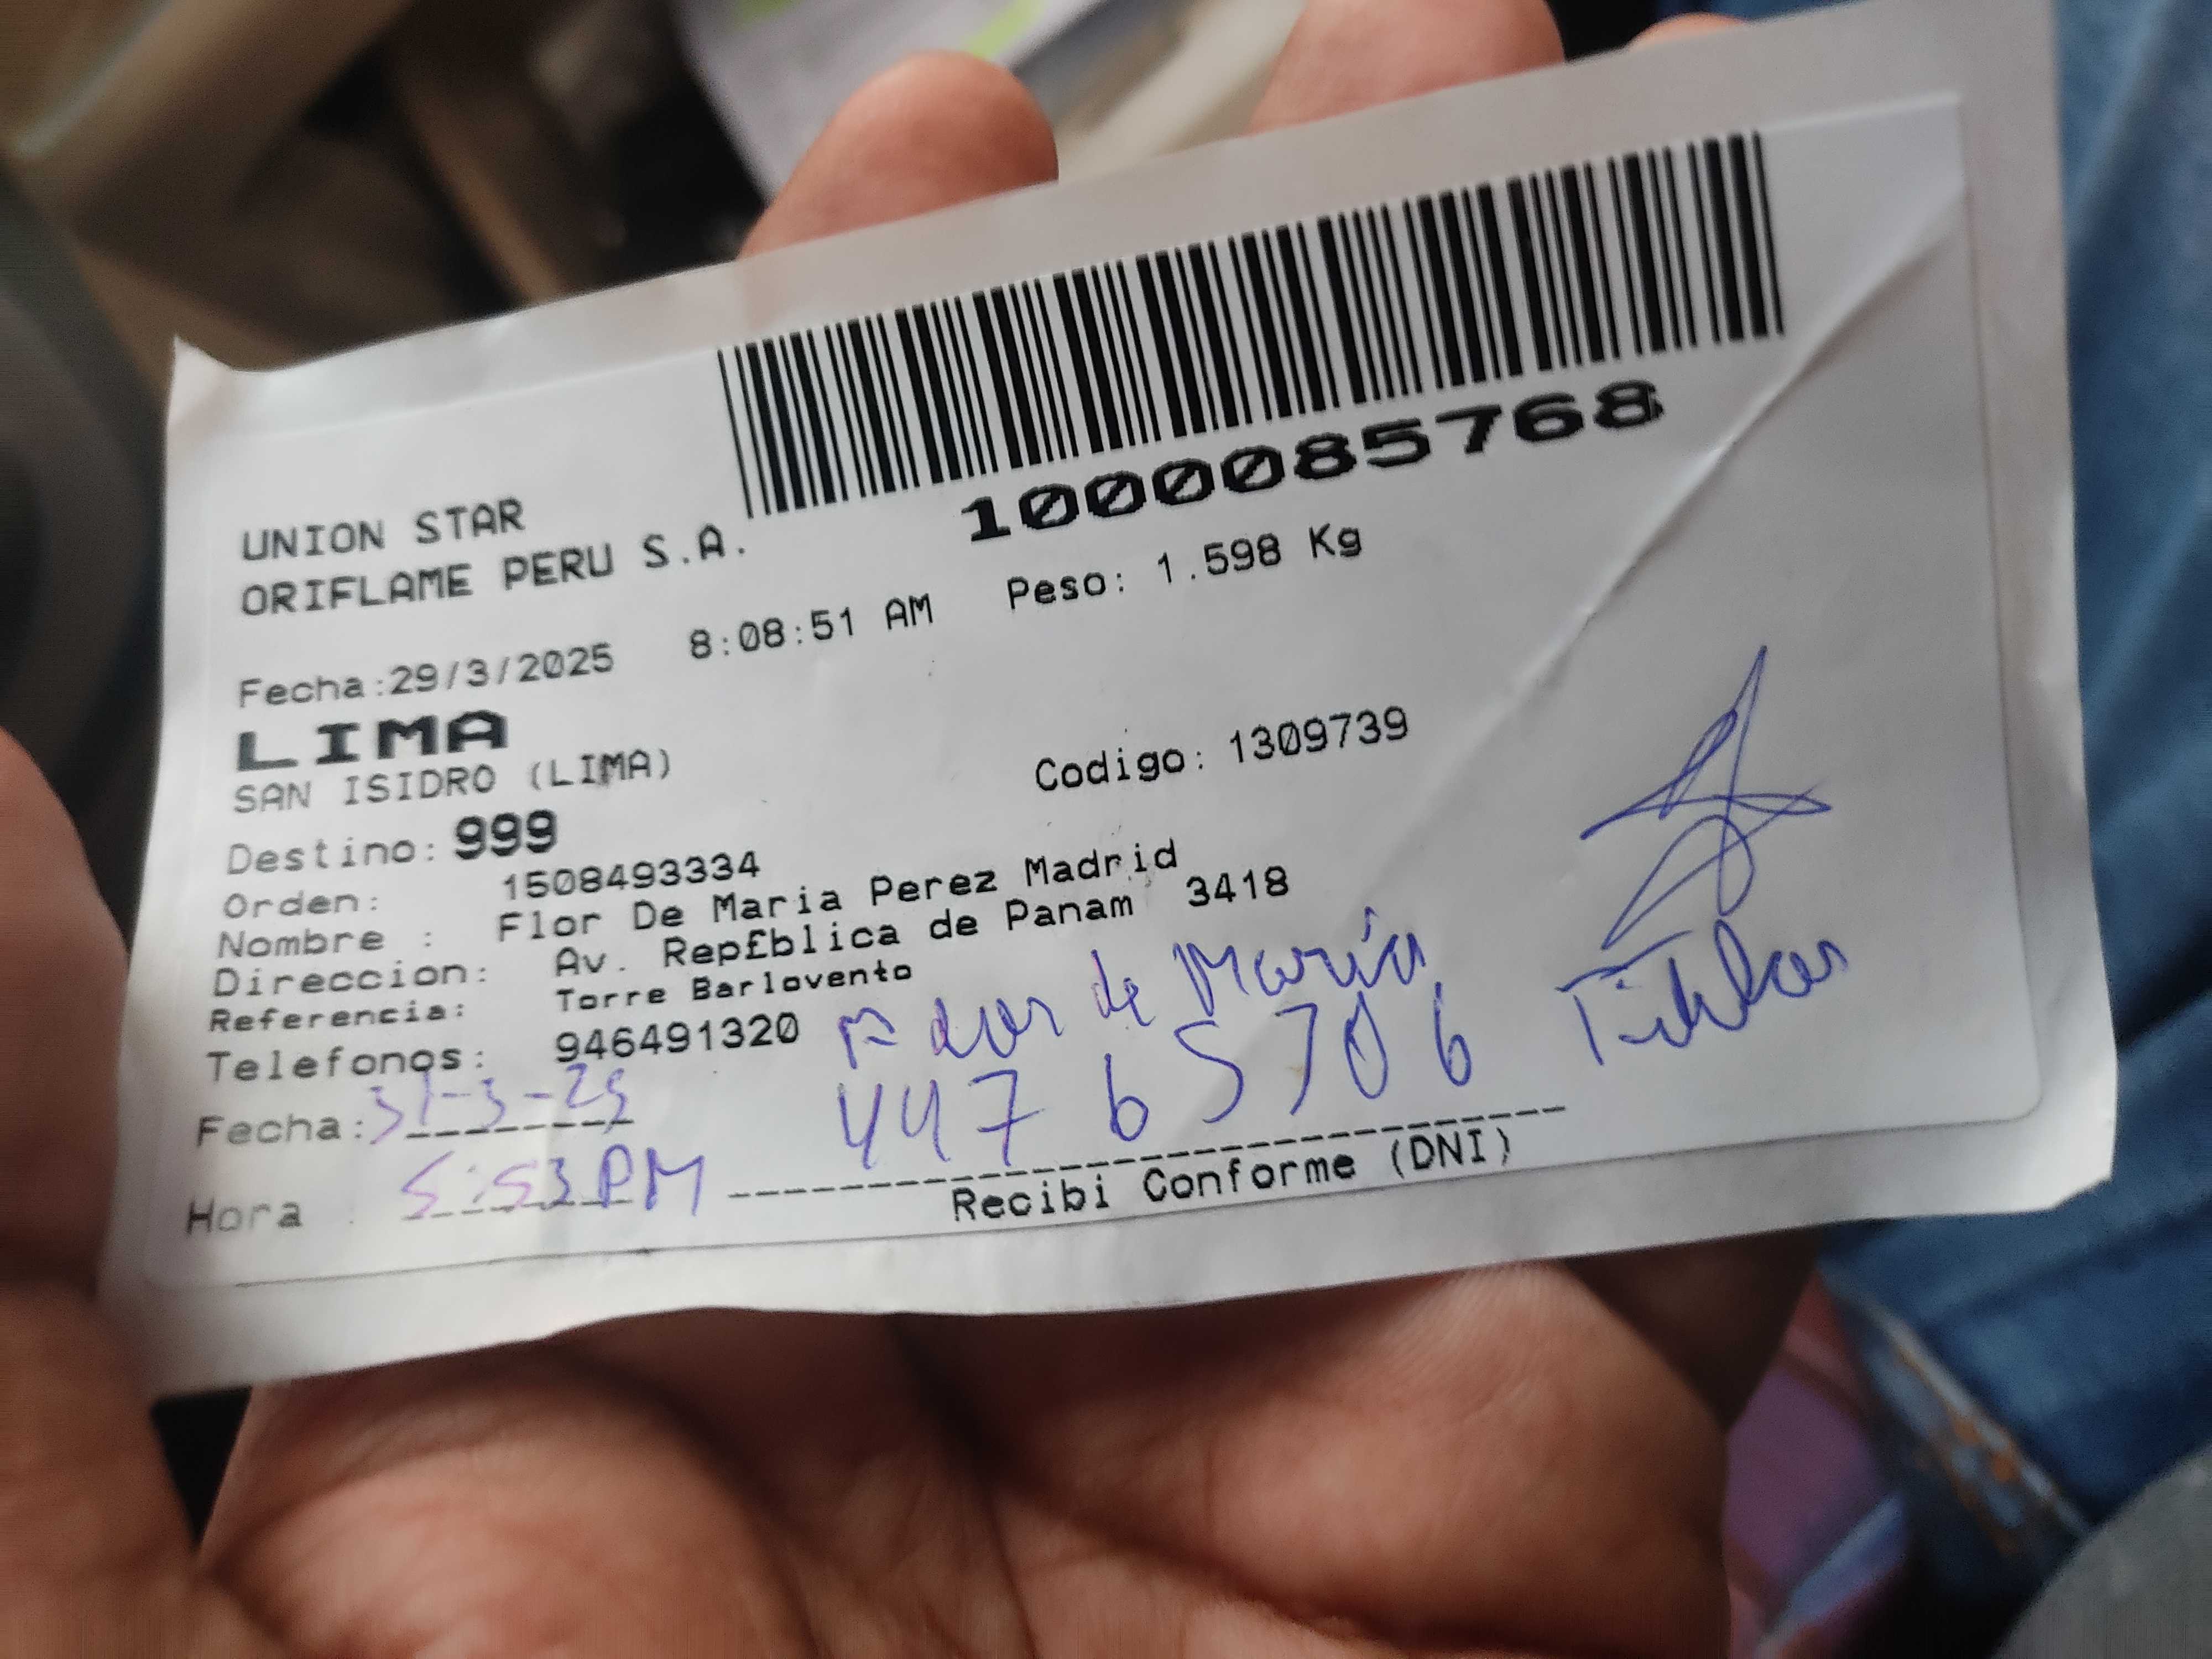 1000085768
UNION STAR
ORIFLAME PERU S.A.
Fecha:29/3/2025 8:08:51 AM Peso: 1.598 Kg
LIMA
SAN ISIDRO (LIMA) Codigo: 1309739
Destino: 999
Orden: 1508493334
Nombre : Flor De Maria Perez Madrid
Direccion: Av. Rep£blica de Panam 3418
Referencia: Torre Barlovento
Telefonos: 946491320
de María
Fecha: 31-3-25 44765706 Titular
Hora : 5:53 PM
Recibi Conforme (DNI)